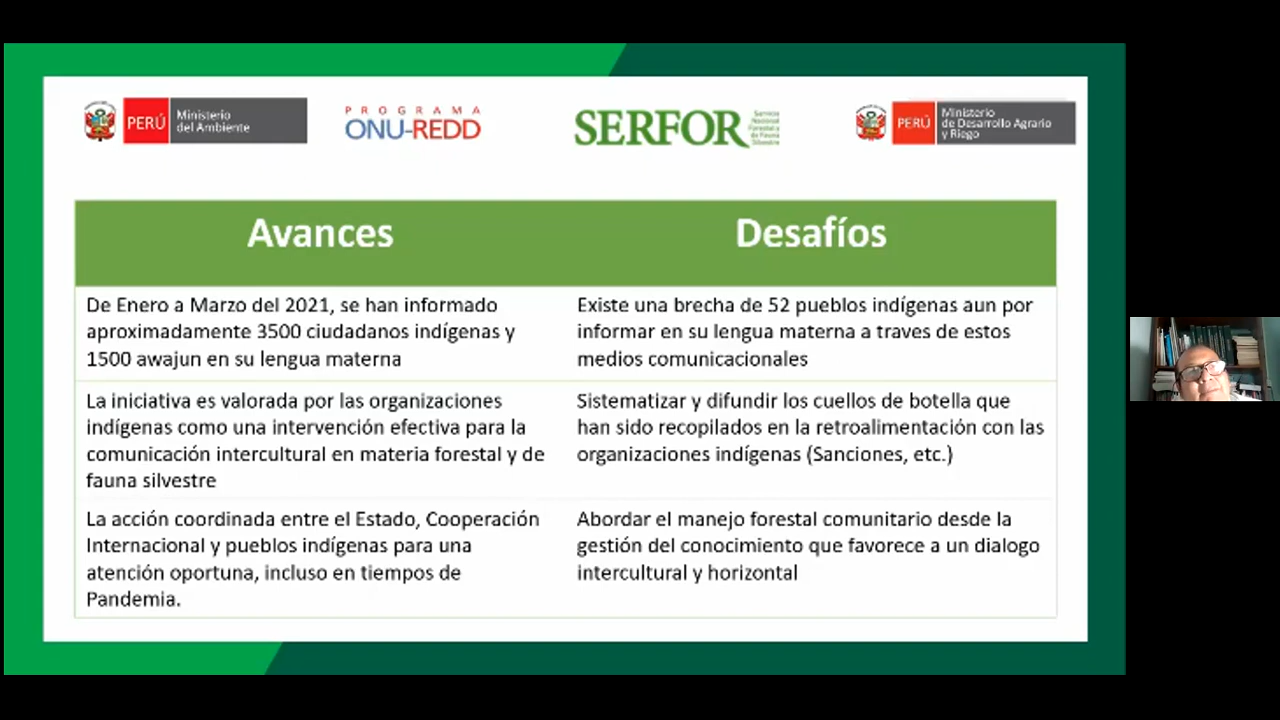 PERÚ
Ministerio
del Ambiente
PROGRAMA
ONU-REDD
SERFOR
Servicio
Nacional
Forestal y
de Fauna
Silvestre
PERÚ
Ministerio
de Desarrollo Agrario
y Riego
Avances
Desafíos
De Enero a Marzo del 2021, se han informado
aproximadamente 3500 ciudadanos indígenas y
1500 awajun en su lengua materna
Existe una brecha de 52 pueblos indígenas aun por
informar en su lengua materna a traves de estos
medios comunicacionales
La iniciativa es valorada por las organizaciones
indígenas como una intervención efectiva para la
comunicación intercultural en materia forestal y de
fauna silvestre
Sistematizar y difundir los cuellos de botella que
han sido recopilados en la retroalimentación con las
organizaciones indígenas (Sanciones, etc.)
La acción coordinada entre el Estado, Cooperación
Internacional y pueblos indígenas para una
atención oportuna, incluso en tiempos de
Pandemia.
Abordar el manejo forestal comunitario desde la
gestión del conocimiento que favorece a un dialogo
intercultural y horizontal